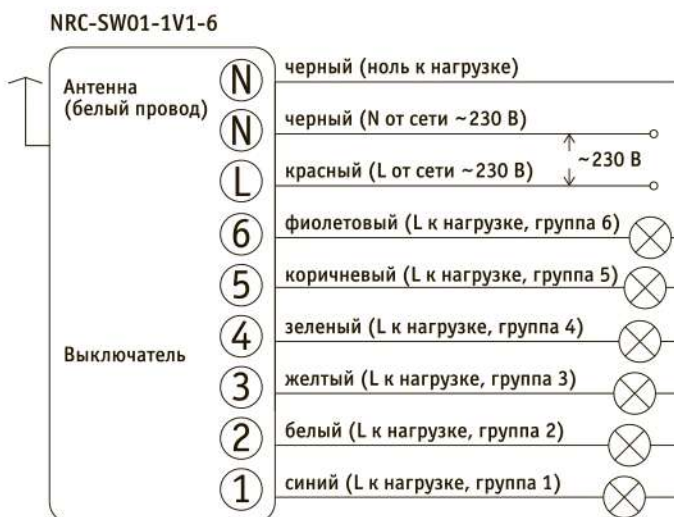 NRC-SW01-1V1-6
Антенна
(белый провод)
N
черный (ноль к нагрузке)
N
черный (N от сети ~230 В)
~230 В
L
красный (L от сети ~230 В)
6
фиолетовый (L к нагрузке, группа 6)
5
коричневый (L к нагрузке, группа 5)
4
зеленый (L к нагрузке, группа 4)
Выключатель
3
желтый (L к нагрузке, группа 3)
2
белый (L к нагрузке, группа 2)
1
синий (L к нагрузке, группа 1)